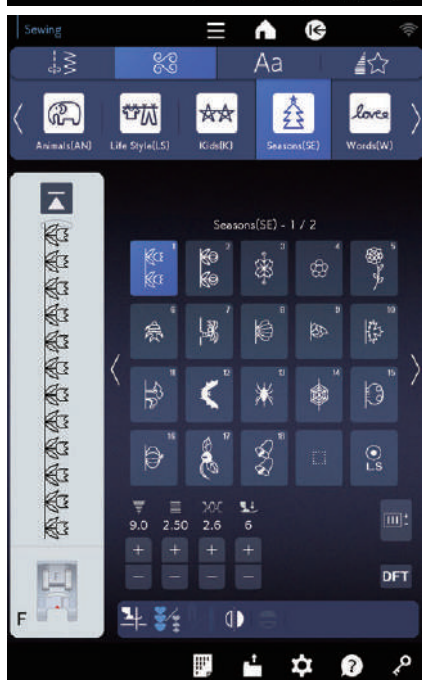 Sewing
Aa
love
Animals(AN) Life Style(LS) Kids(K) Seasons(SE) Words(W)
Seasons(SE) - 1 / 2
1 2 3 4 5
6 7 8 9 10
11 12 13 14 15
16 17 18
L.S
9.0 2.50 2.6 6
+ + +
- - -
DFT
F
?